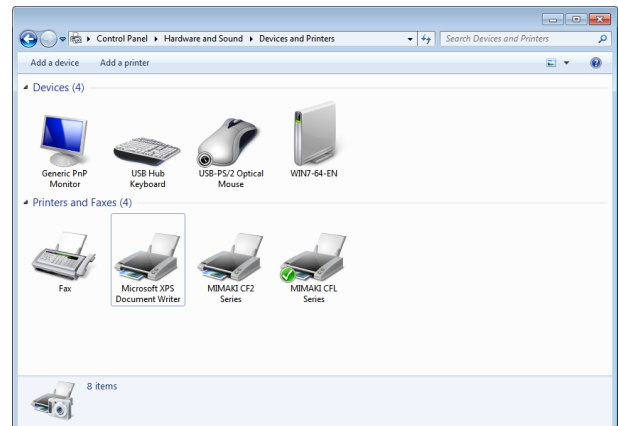 Control Panel ▸ Hardware and Sound ▸ Devices and Printers
Search Devices and Printers
Add a device
Add a printer
Devices (4)
Generic PnP
Monitor
USB Hub
Keyboard
USB-PS/2 Optical
Mouse
WIN7-64-EN
Printers and Faxes (4)
Fax
Microsoft XPS
Document Writer
MIMAKI CF2
Series
MIMAKI CFL
Series
8 items